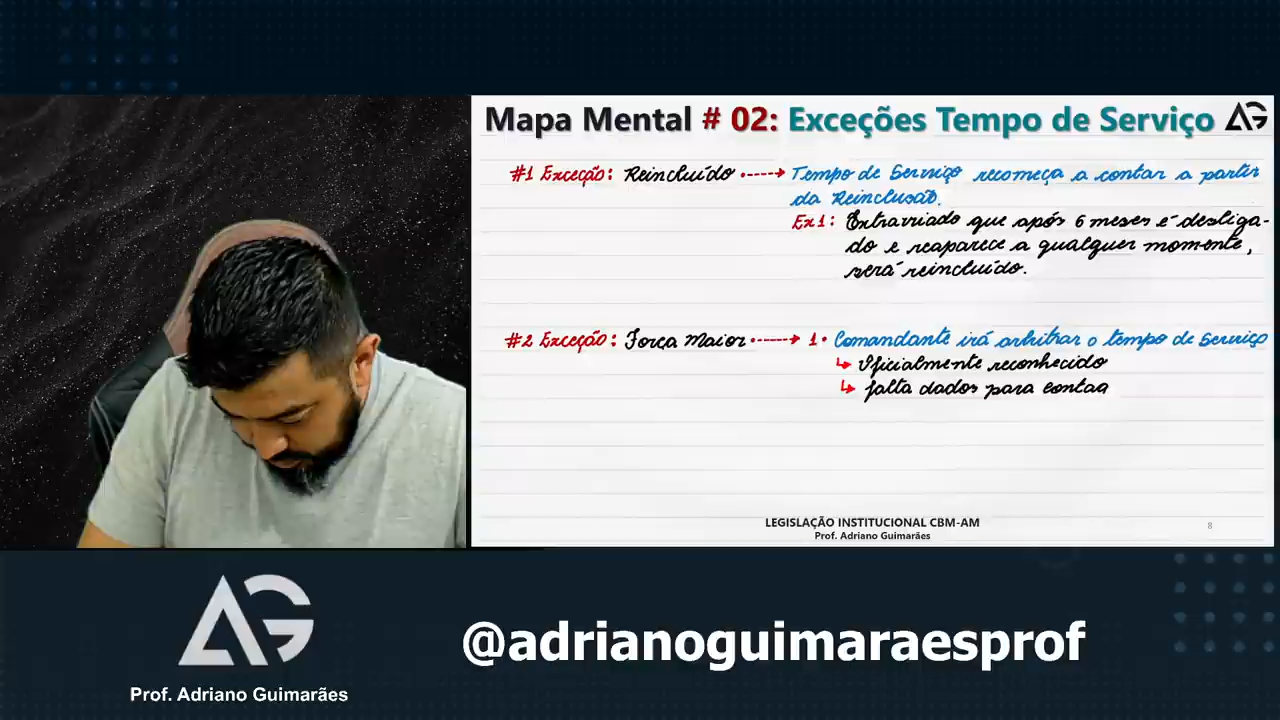 Mapa Mental # 02: Exceções Tempo de Serviço AG
#1 Exceção: Reincluído → Tempo de Serviço recomeça a contar a partir
da Reinclusão.
Ex1: Extraviado que após 6 meses é desliga-
do e reaparece a qualquer momento,
será reincluído.
#2 Exceção: Força Maior → 1. Comandante irá arbitrar o tempo de Serviço
↳ Oficialmente reconhecido
↳ falta dados para contaa
LEGISLAÇÃO INSTITUCIONAL CBM-AM
8
Prof. Adriano Guimarães
AG
@adrianoguimaraesprof
Prof. Adriano Guimarães